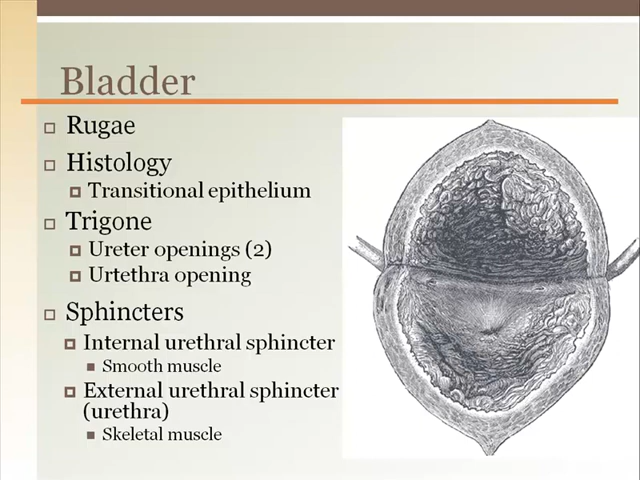 Bladder
Rugae
Histology
Transitional epithelium
Trigone
Ureter openings (2)
Urtethra opening
Sphincters
Internal urethral sphincter
Smooth muscle
External urethral sphincter
(urethra)
Skeletal muscle